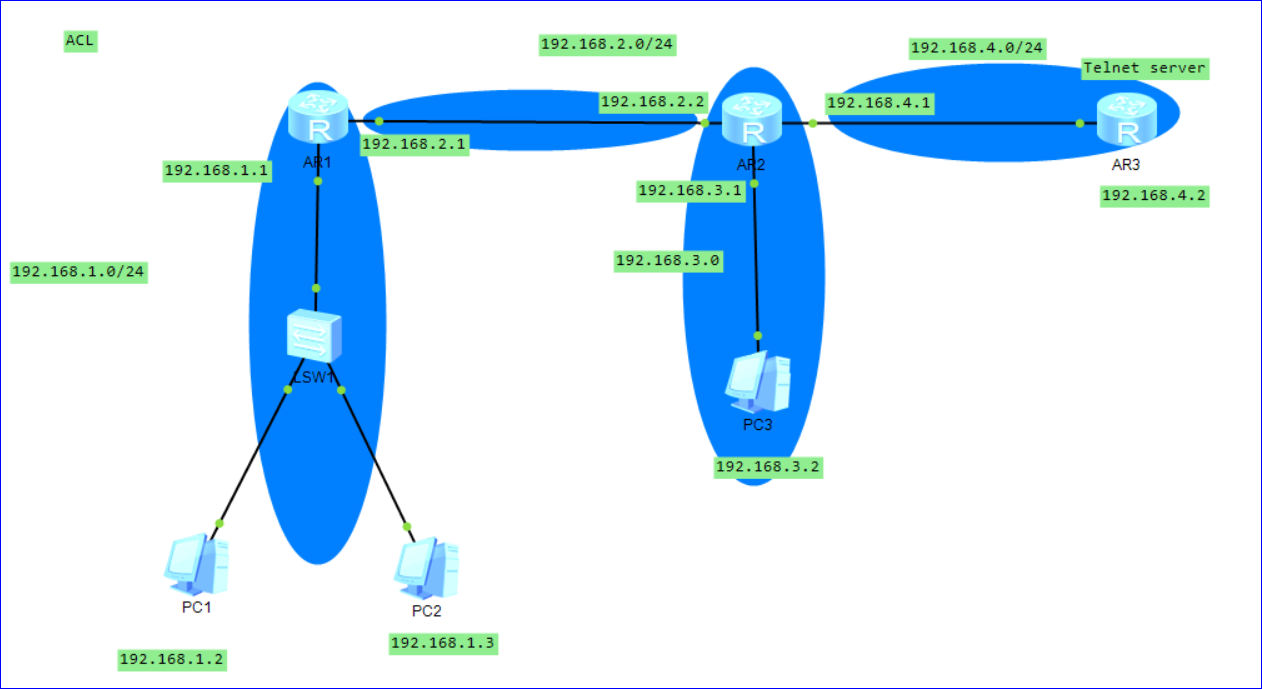 ACL
192.168.2.0/24
192.168.4.0/24
Telnet server
192.168.2.2
192.168.4.1
R
R
R
192.168.2.1
AR1
AR2
AR3
192.168.1.1
192.168.3.1
192.168.4.2
192.168.3.0
192.168.1.0/24
LSW1
PC3
192.168.3.2
PC1
PC2
192.168.1.3
192.168.1.2